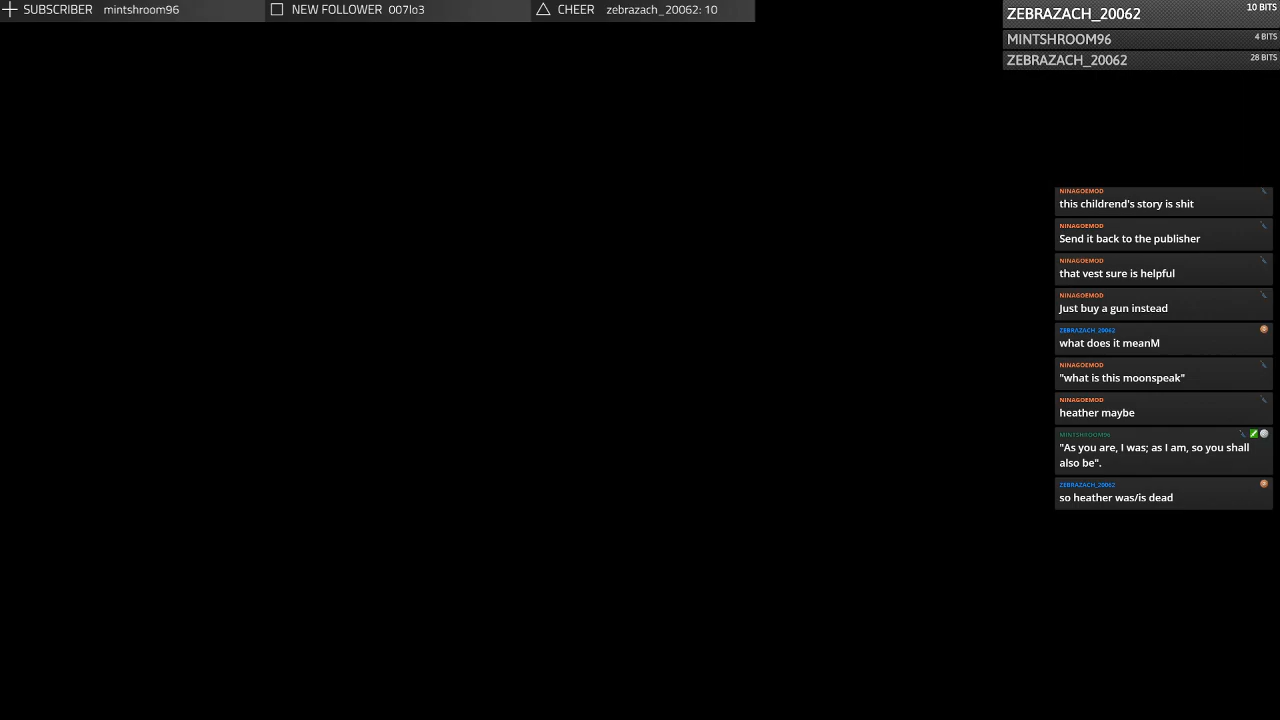 SUBSCRIBER mintshroom96
NEW FOLLOWER 007lo3
CHEER zebrazach_20062: 10
ZEBRAZACH_20062 10 BITS
MINTSHROOM96 4 BITS
ZEBRAZACH_20062 28 BITS
NINAGOEMOD
this childrend's story is shit
NINAGOEMOD
Send it back to the publisher
NINAGOEMOD
that vest sure is helpful
NINAGOEMOD
Just buy a gun instead
ZEBRAZACH_20062
what does it meanM
NINAGOEMOD
"what is this moonspeak"
NINAGOEMOD
heather maybe
MINTSHROOM96
"As you are, I was; as I am, so you shall
also be".
ZEBRAZACH_20062
so heather was/is dead